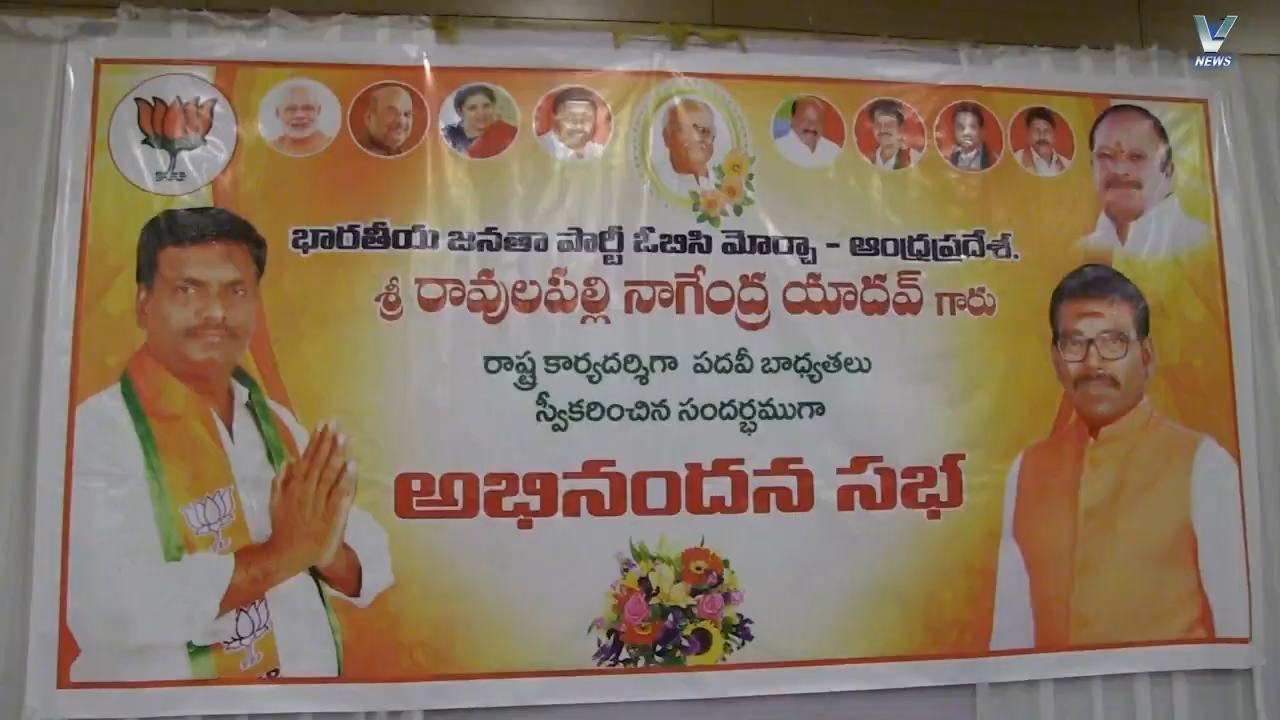 V
NEWS
భారతీయ జనతా పార్టీ ఓబిసి మోర్చా - ఆంధ్రప్రదేశ్.
శ్రీ రావులపల్లి నాగేంద్ర యాదవ్ గారు
రాష్ట్ర కార్యదర్శిగా పదవీ బాధ్యతలు
స్వీకరించిన సందర్భముగా
అభినందన సభ